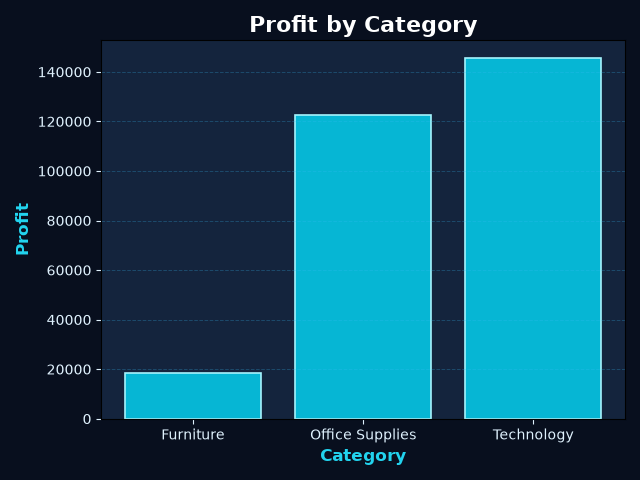 Profit by Category
Profit
140000
120000
100000
80000
60000
40000
20000
0
Furniture
Office Supplies
Technology
Category